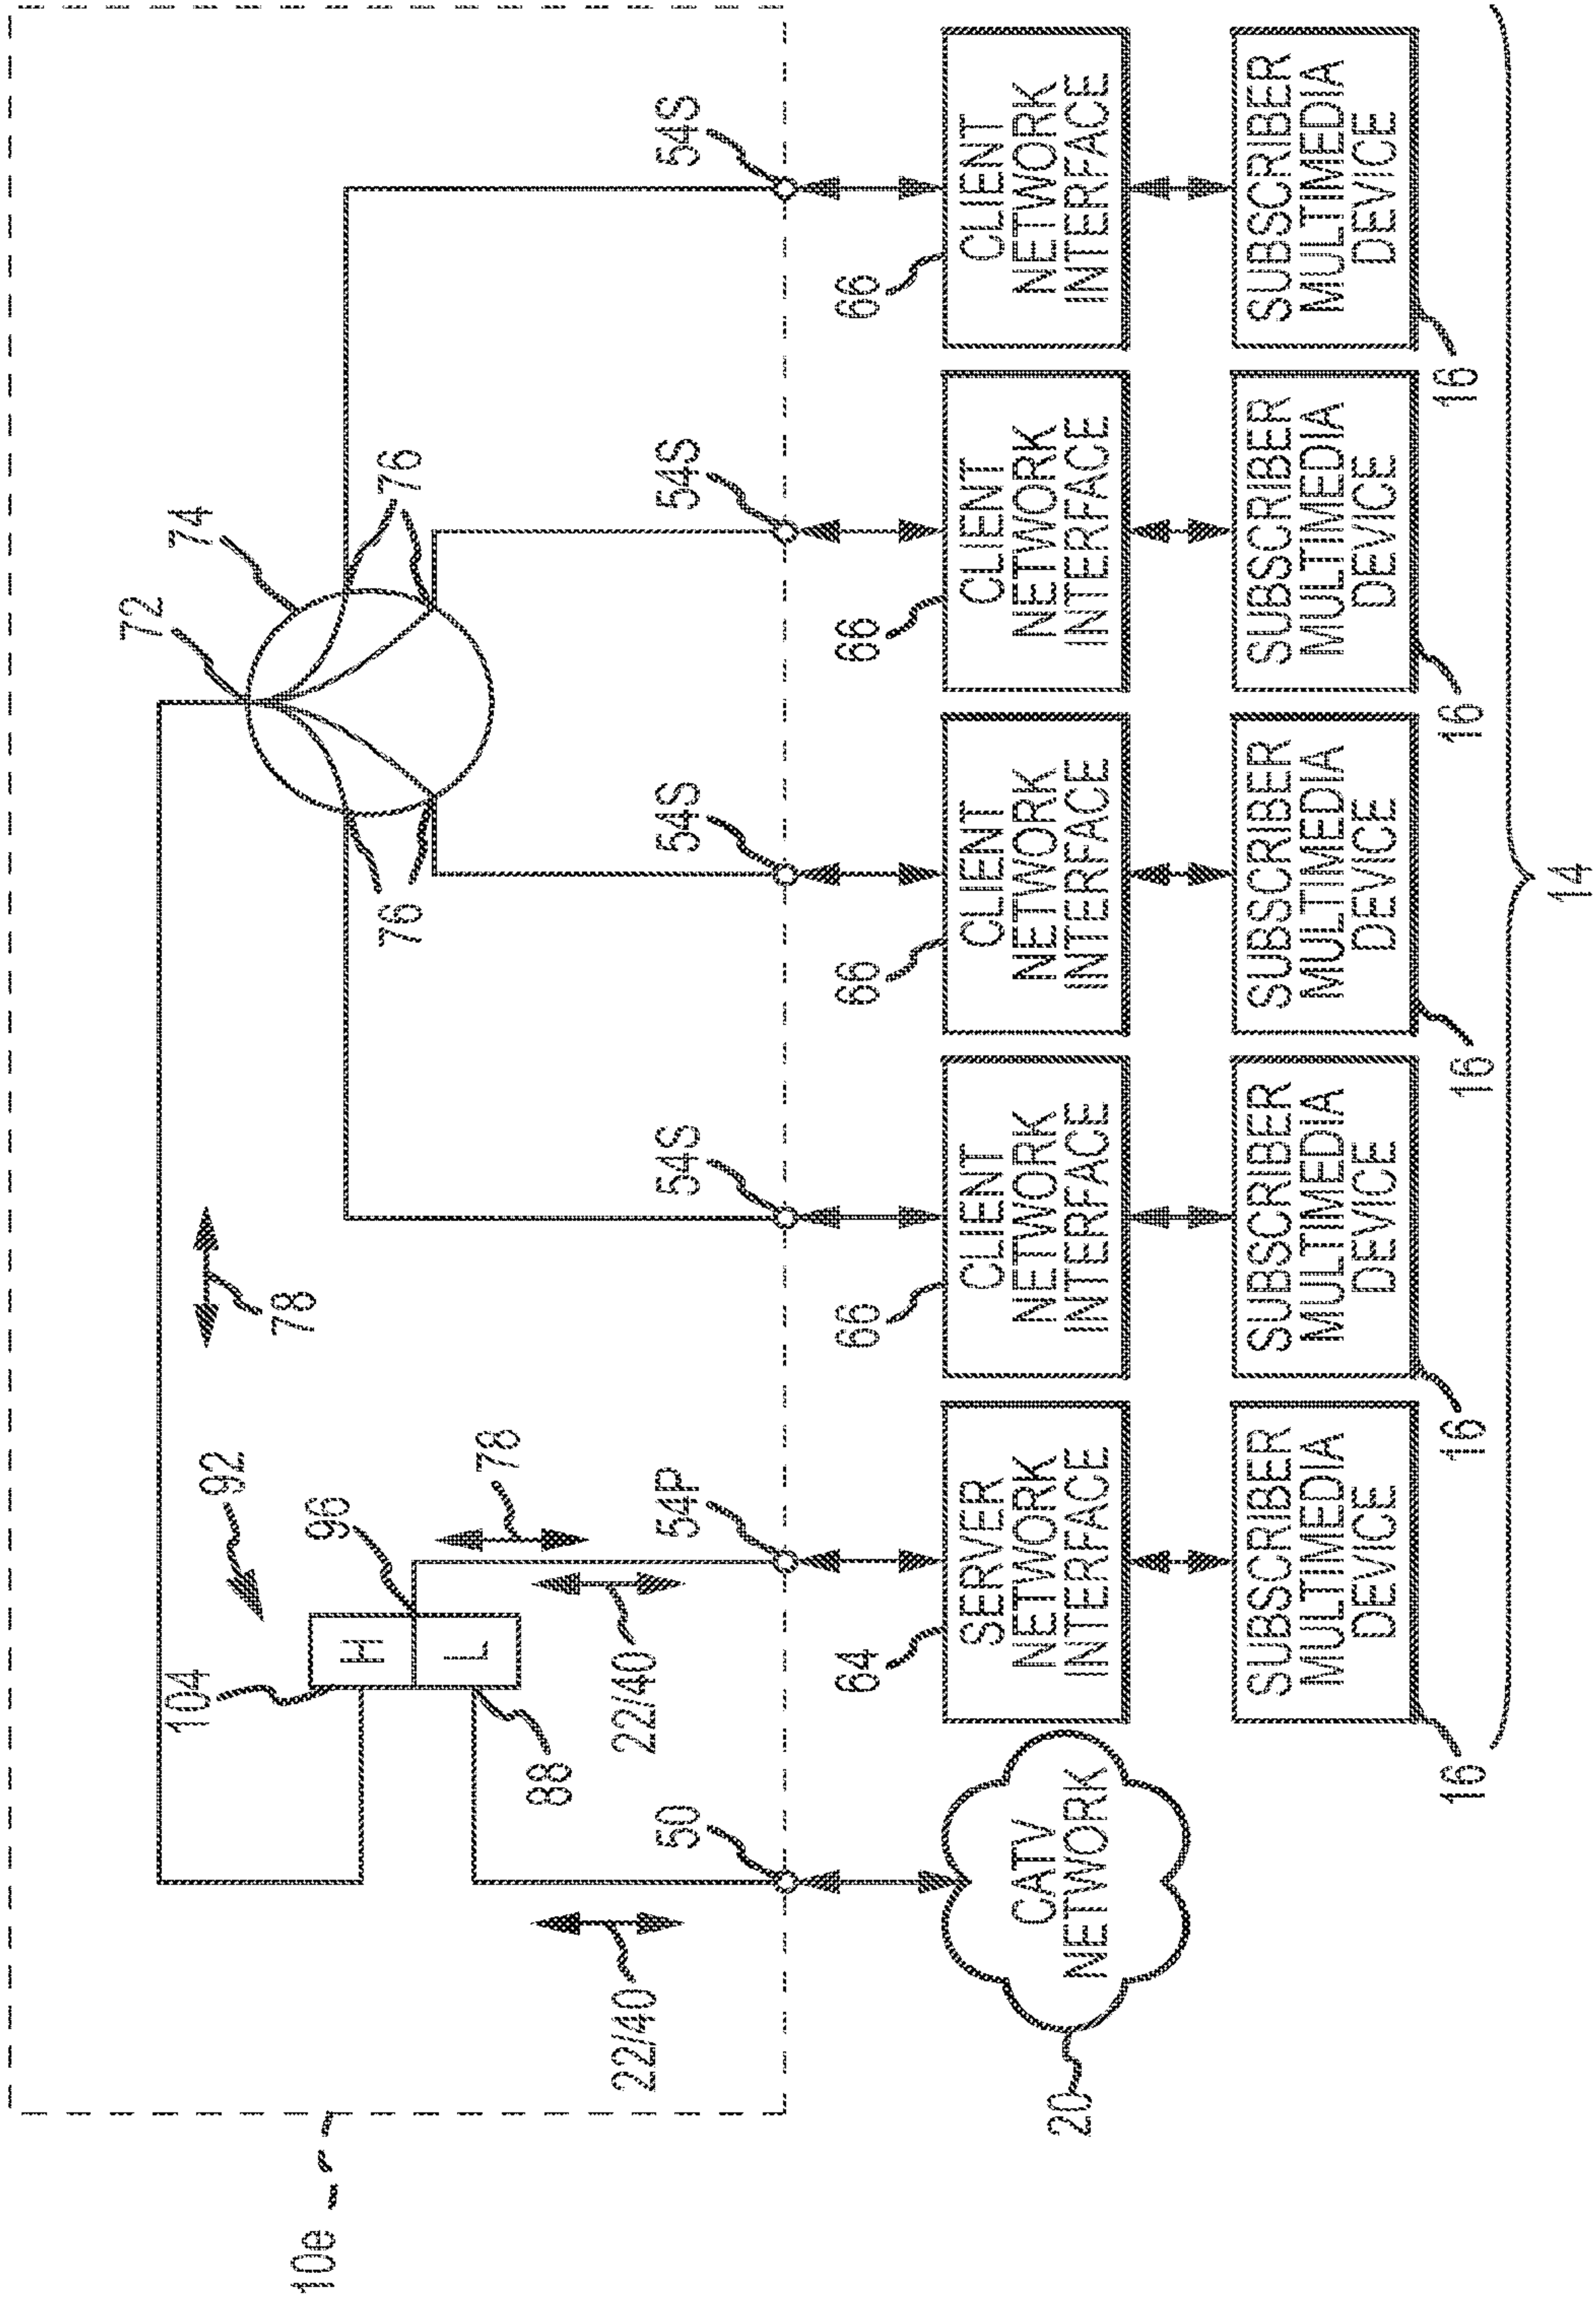 10e
72
74
78
92
104
96
H
L
76
76
78
88
22/40
22/40
50
54P
54S
54S
54S
54S
20
64
66
66
66
66
CATV
NETWORK
SERVER
NETWORK
INTERFACE
CLIENT
NETWORK
INTERFACE
CLIENT
NETWORK
INTERFACE
CLIENT
NETWORK
INTERFACE
CLIENT
NETWORK
INTERFACE
SUBSCRIBER
MULTIMEDIA
DEVICE
SUBSCRIBER
MULTIMEDIA
DEVICE
SUBSCRIBER
MULTIMEDIA
DEVICE
SUBSCRIBER
MULTIMEDIA
DEVICE
SUBSCRIBER
MULTIMEDIA
DEVICE
16
16
16
16
16
14